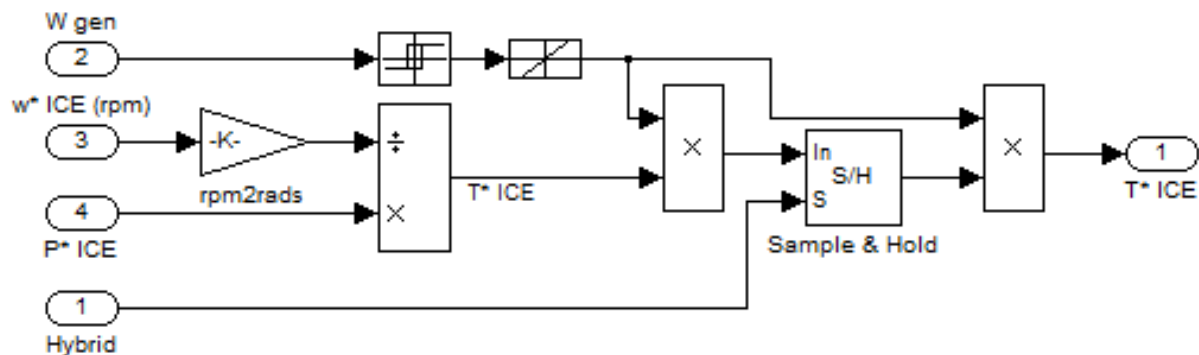 W gen
2
w* ICE (rpm)
3
-K-
rpm2rads
4
P* ICE
1
Hybrid
÷
×
T* ICE
×
In
S/H
S
Sample & Hold
×
1
T* ICE